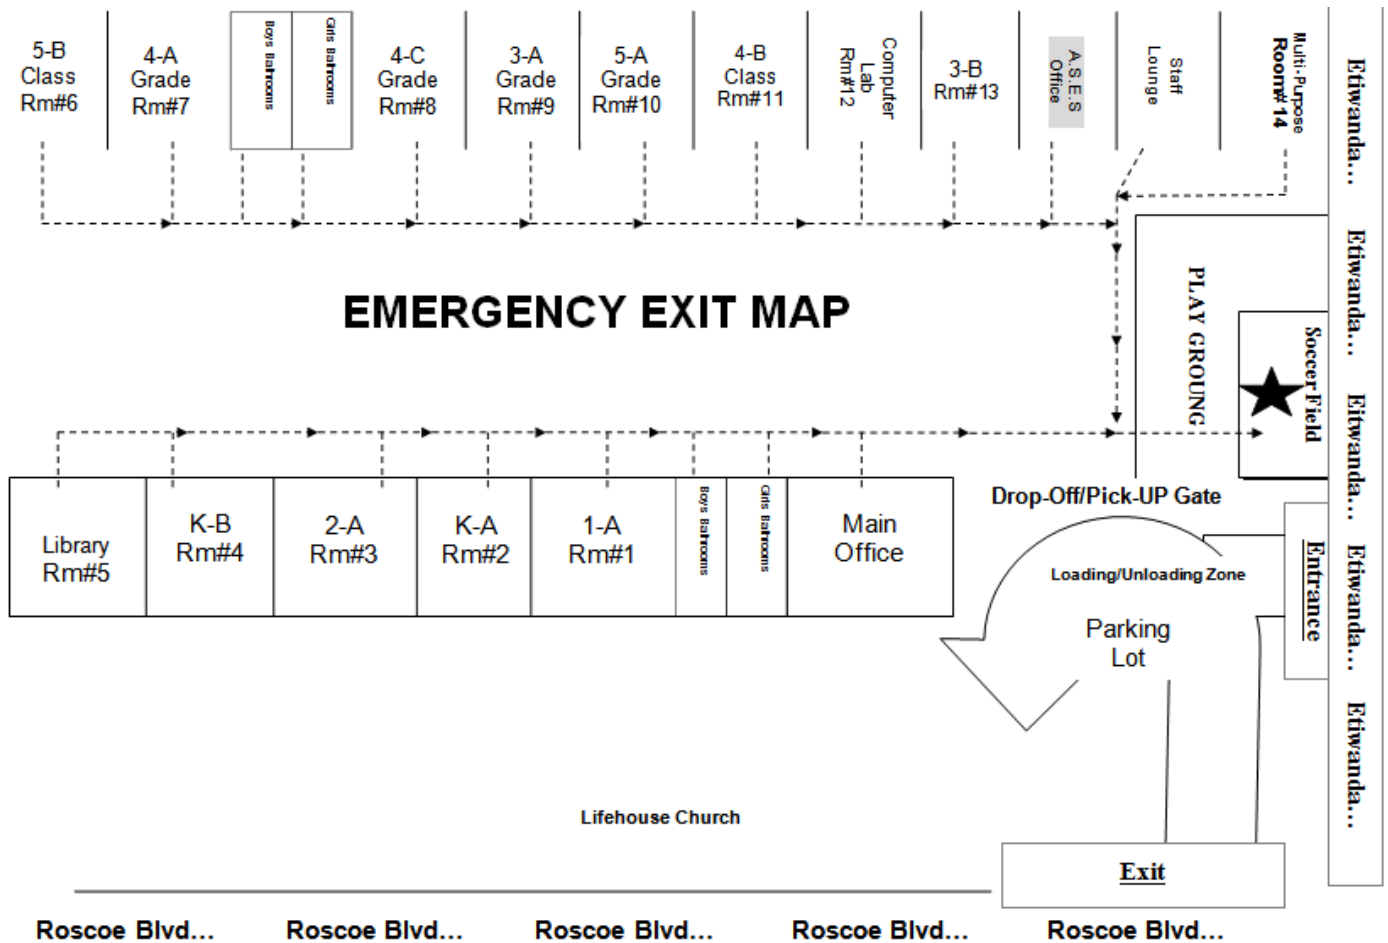 5-B
Class
Rm#6
4-A
Grade
Rm#7
Boys Bathrooms
Girls Bathrooms
4-C
Grade
Rm#8
3-A
Grade
Rm#9
5-A
Grade
Rm#10
4-B
Class
Rm#11
Computer
Lab
Rm#12
3-B
Rm#13
A.S.E.S
Office
Staff
Lounge
Multi-Purpose
Room#14
Etiwanda...
Etiwanda...
Eitwanda...
Etiwanda...
Etiwanda...
EMERGENCY EXIT MAP
PLAY GROUNG
Soccer Field
Library
Rm#5
K-B
Rm#4
2-A
Rm#3
K-A
Rm#2
1-A
Rm#1
Boys Bathrooms
Girls Bathrooms
Main
Office
Drop-Off/Pick-UP Gate
Loading/Unloading Zone
Parking
Lot
Entrance
Lifehouse Church
Exit
Roscoe Blvd... Roscoe Blvd... Roscoe Blvd... Roscoe Blvd... Roscoe Blvd...